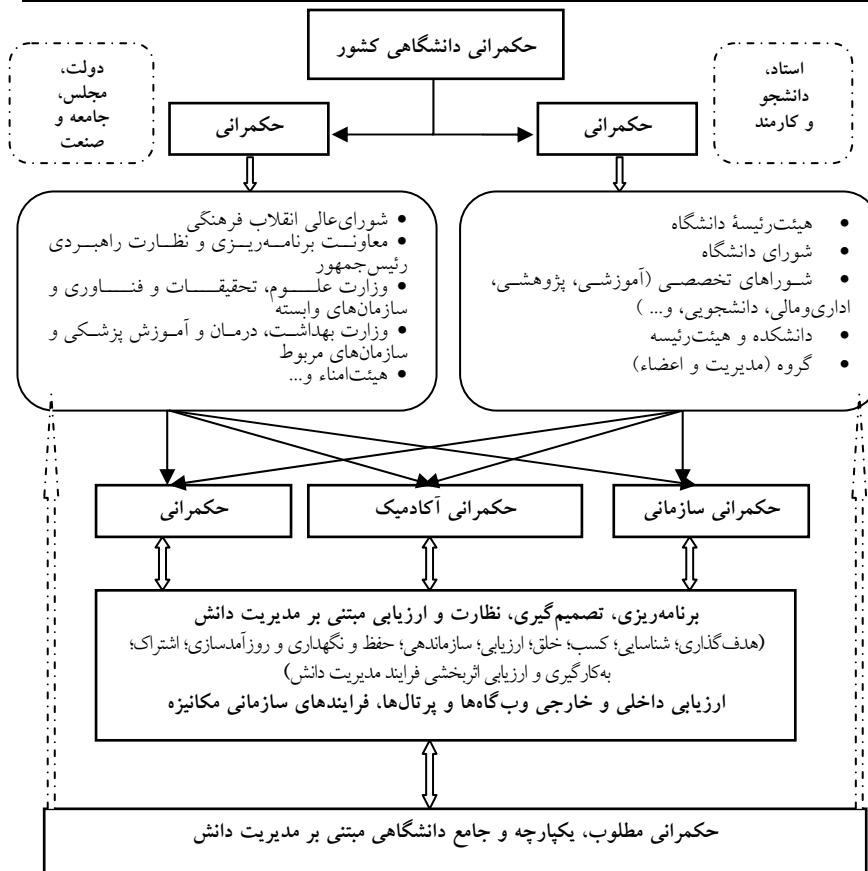 حکمرانی دانشگاهی کشور
استاد،
دانشجو
و کارمند
دولت،
مجلس،
جامعه و
صنعت
حکمرانی
حکمرانی
• هیئت‌رئیسهٔ دانشگاه
• شورای دانشگاه
• شوراهای تخصصی (آموزشی، پژوهشی،
اداری‌ومالی، دانشجویی، و... )
• دانشکده و هیئت‌رئیسه
• گروه (مدیریت و اعضاء)
• شورای‌عالی انقلاب فرهنگی
• معاونت برنامه‌ریزی و نظارت راهبردی
رئیس‌جمهور
• وزارت علوم، تحقیقات و فناوری و
سازمان‌های وابسته
• وزارت بهداشت، درمان و آموزش پزشکی و
سازمان‌های مربوط
• هیئت‌امناء و...
حکمرانی سازمانی
حکمرانی آکادمیک
حکمرانی
برنامه‌ریزی، تصمیم‌گیری، نظارت و ارزیابی مبتنی بر مدیریت دانش
(هدف‌گذاری؛ شناسایی؛ کسب؛ خلق؛ ارزیابی؛ سازماندهی؛ حفظ و نگهداری و روزآمدسازی؛ اشتراک؛
به‌کارگیری و ارزیابی اثربخشی فرایند مدیریت دانش)
ارزیابی داخلی و خارجی وب‌گاه‌ها و پرتال‌ها، فرایندهای سازمانی مکانیزه
حکمرانی مطلوب، یکپارچه و جامع دانشگاهی مبتنی بر مدیریت دانش